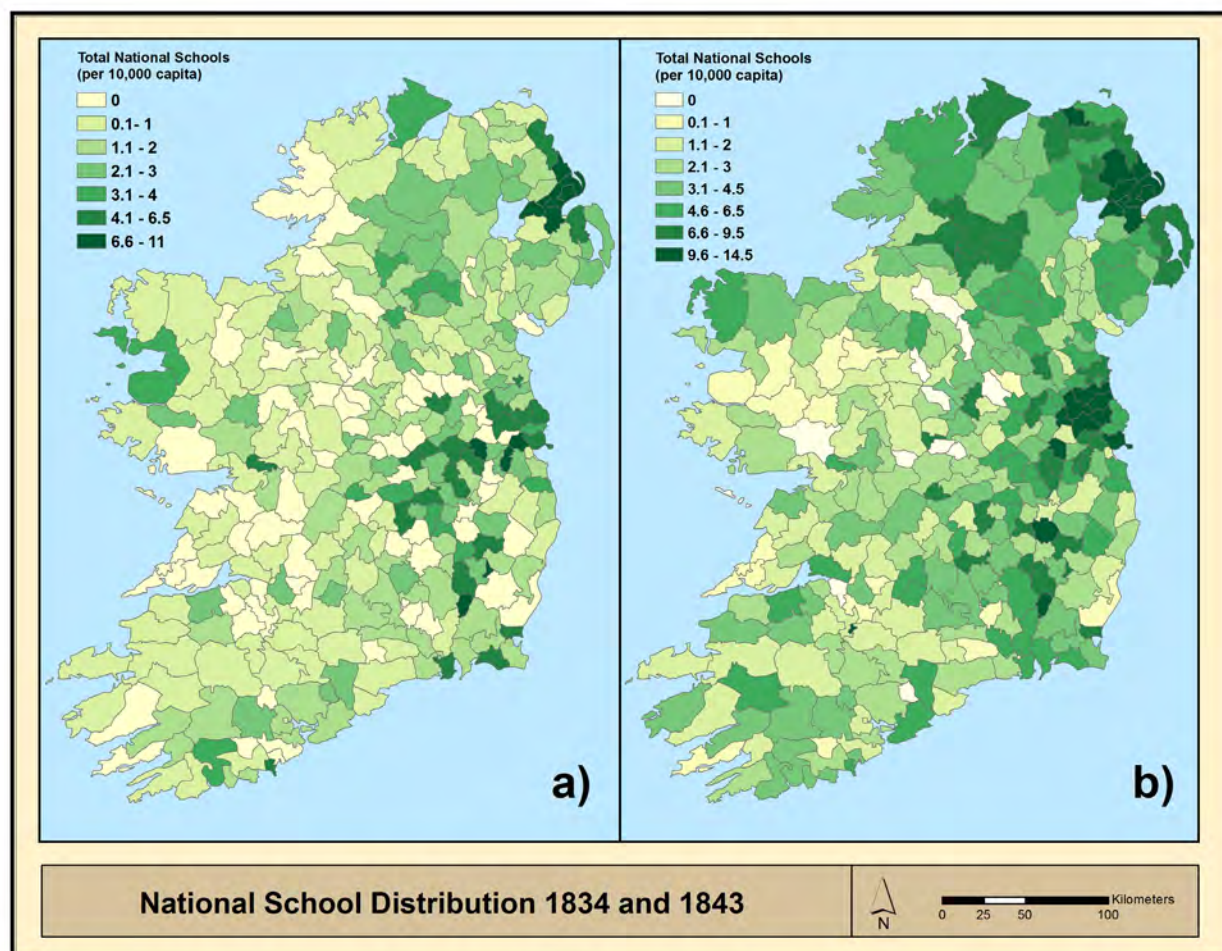 Total National Schools
(per 10,000 capita)
0
0.1- 1
1.1 - 2
2.1 - 3
3.1 - 4
4.1 - 6.5
6.6 - 11
a)
Total National Schools
(per 10,000 capita)
0
0.1 - 1
1.1 - 2
2.1 - 3
3.1 - 4.5
4.6 - 6.5
6.6 - 9.5
9.6 - 14.5
b)
National School Distribution 1834 and 1843
N
Kilometers
0 25 50 100